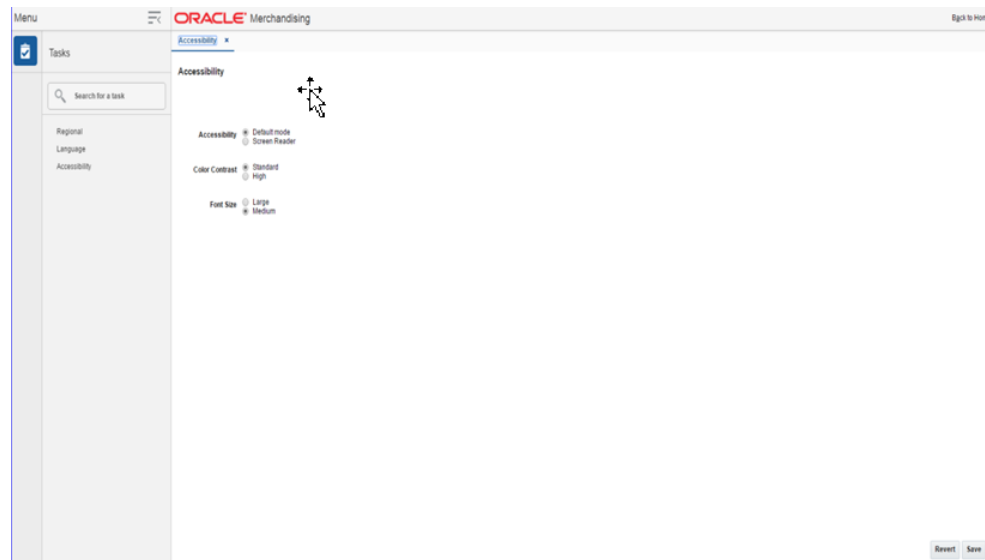 Menu
ORACLE® Merchandising
Back to Hom
Accessibility ×
Tasks
Accessibility
Search for a task
Regional
Language
Accessibility
Accessibility
Default mode
Screen Reader
Color Contrast
Standard
High
Font Size
Large
Medium
Revert Save